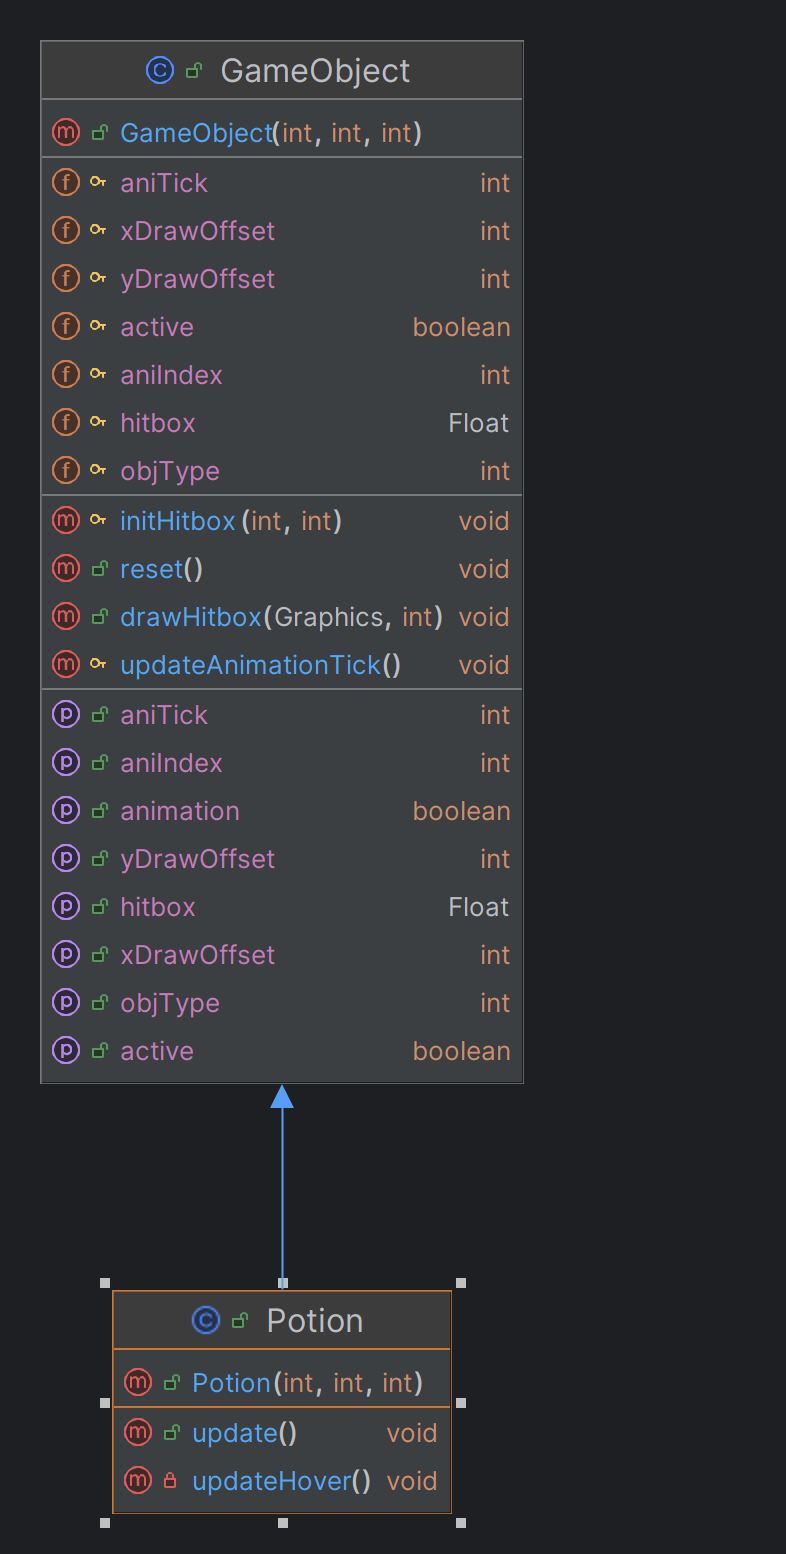 GameObject
GameObject(int, int, int)
aniTick int
xDrawOffset int
yDrawOffset int
active boolean
aniIndex int
hitbox Float
objType int
initHitbox(int, int) void
reset() void
drawHitbox(Graphics, int) void
updateAnimationTick() void
aniTick int
aniIndex int
animation boolean
yDrawOffset int
hitbox Float
xDrawOffset int
objType int
active boolean
Potion
Potion(int, int, int)
update() void
updateHover() void